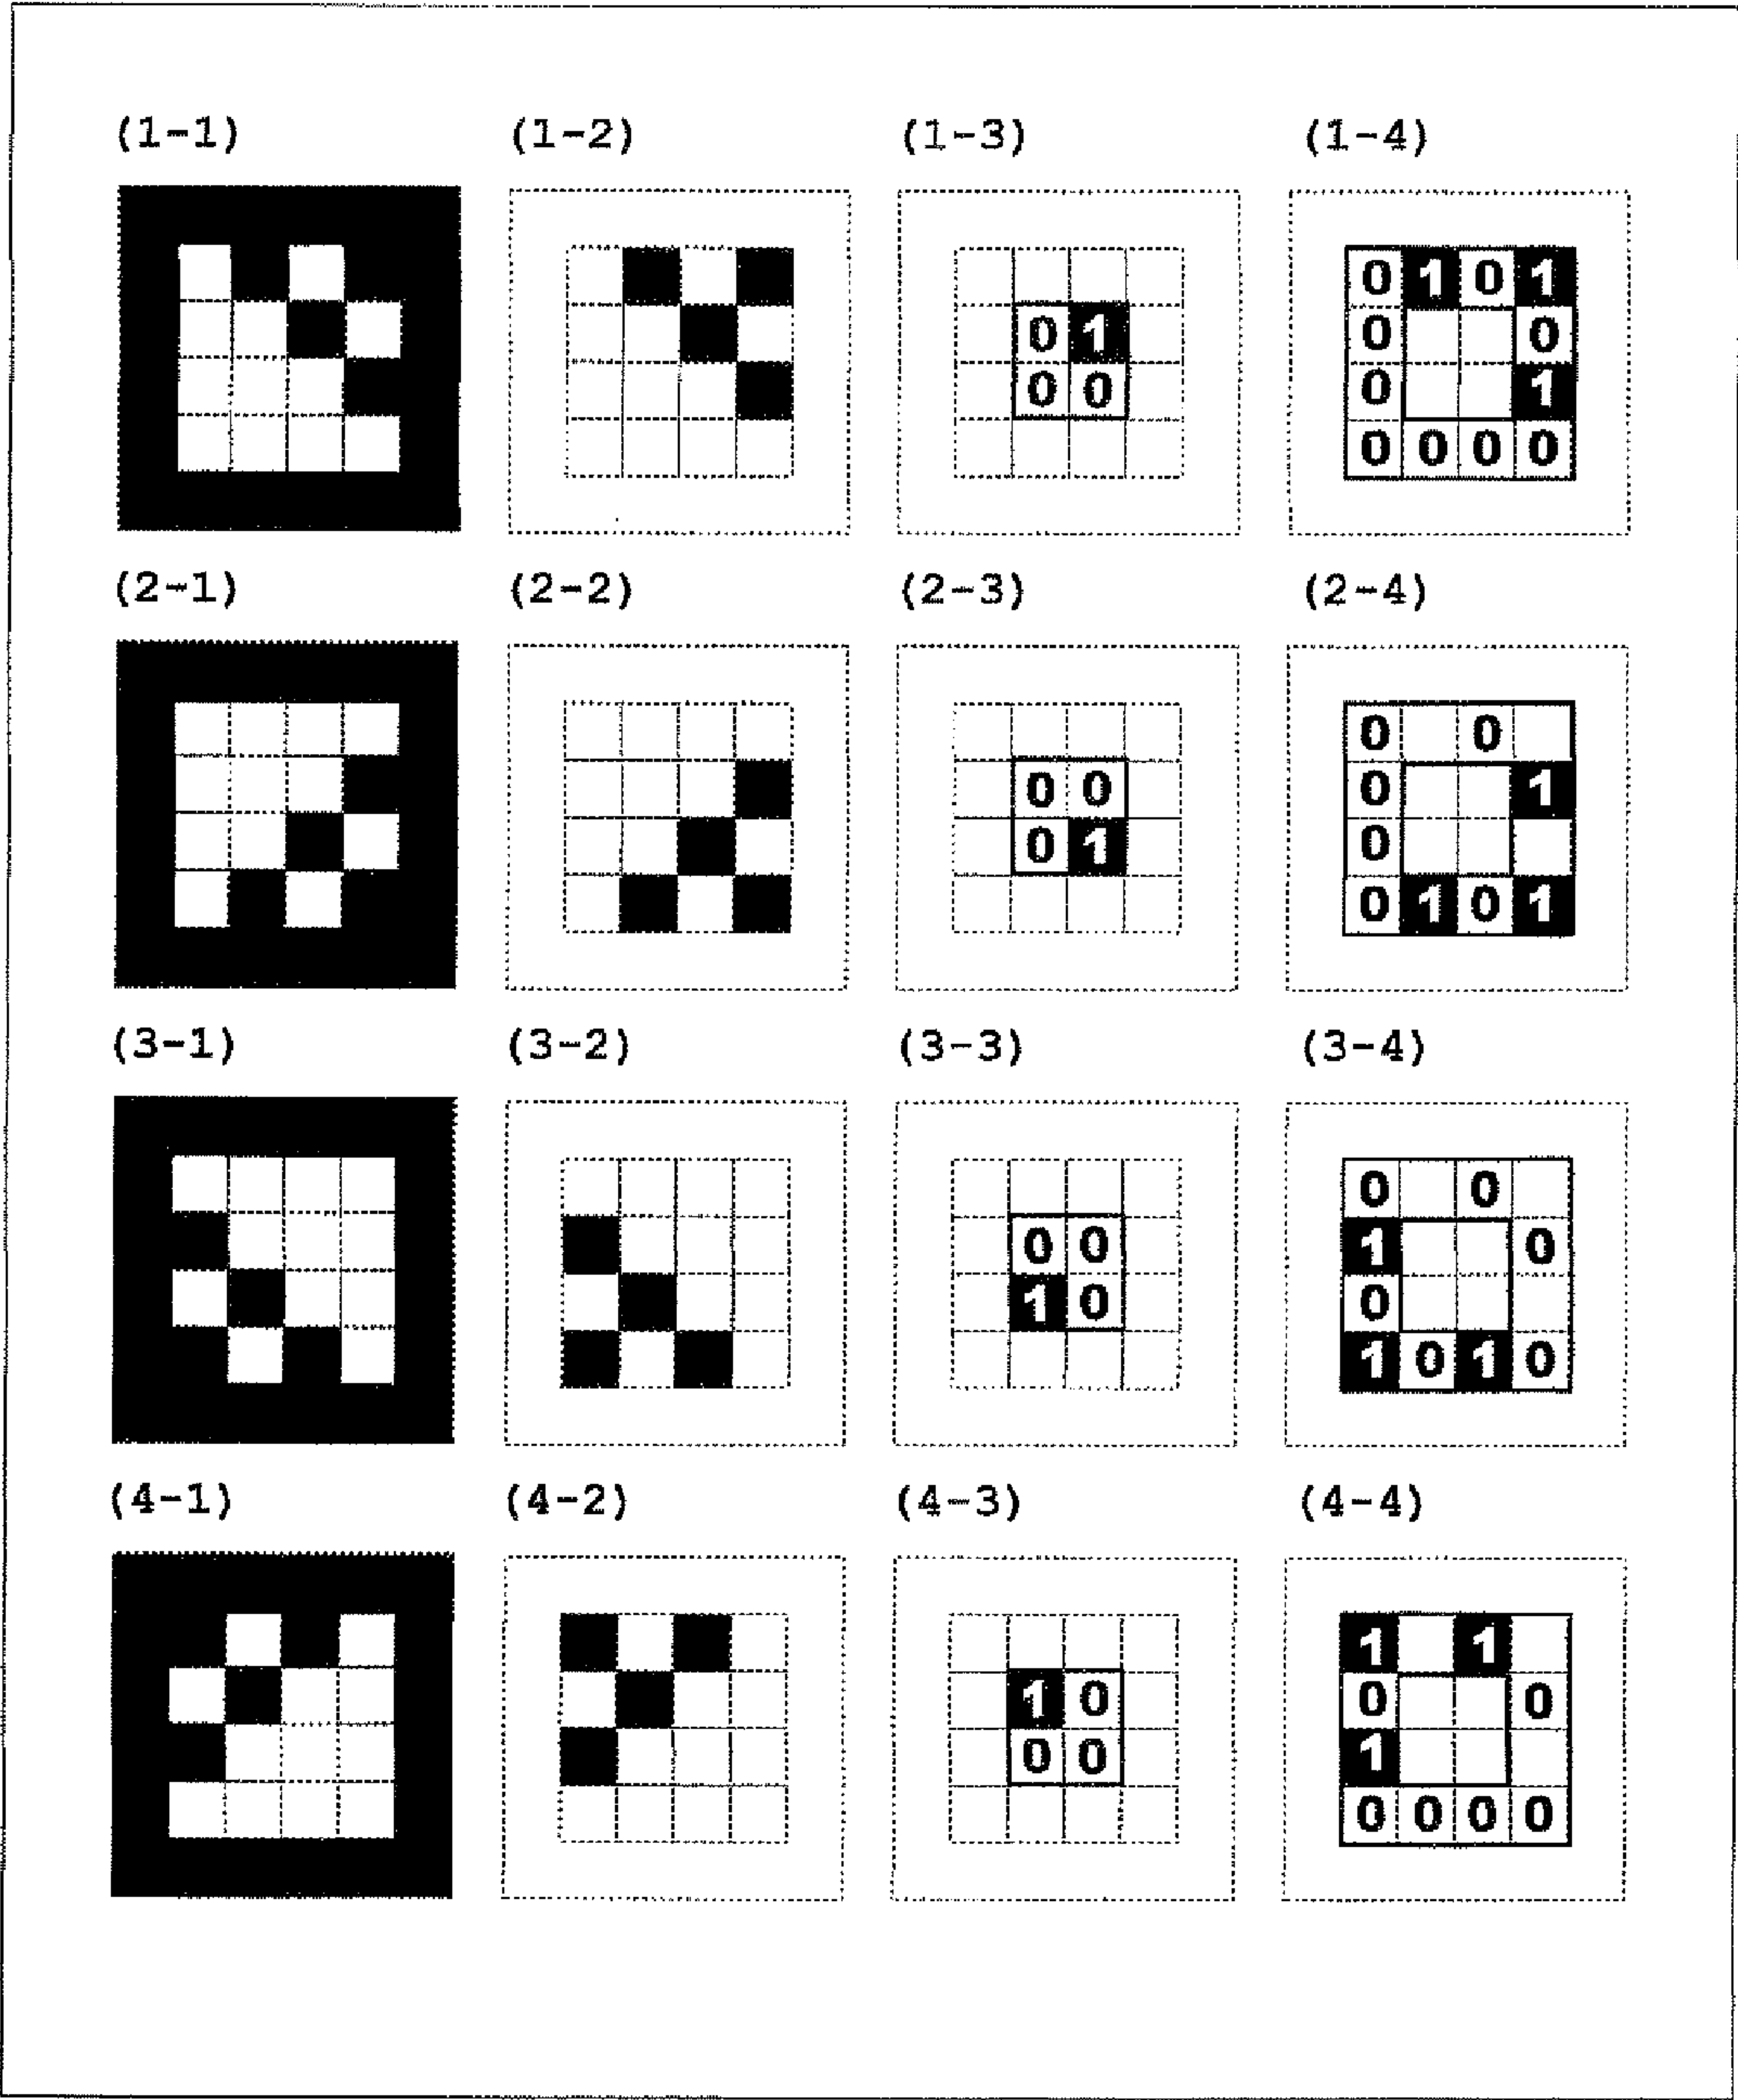 (1-1) (1-2) (1-3) (1-4)
0 1 0 1
0 1 0 0
0 0 0 1
0 0 0 0
(2-1) (2-2) (2-3) (2-4)
0 0
0 0 0 1
0 1 0
0 1 0 1
(3-1) (3-2) (3-3) (3-4)
0 0
0 0 1 0
1 0 0
1 0 1 0
(4-1) (4-2) (4-3) (4-4)
1 1
1 0 0 0
0 0 1
0 0 0 0